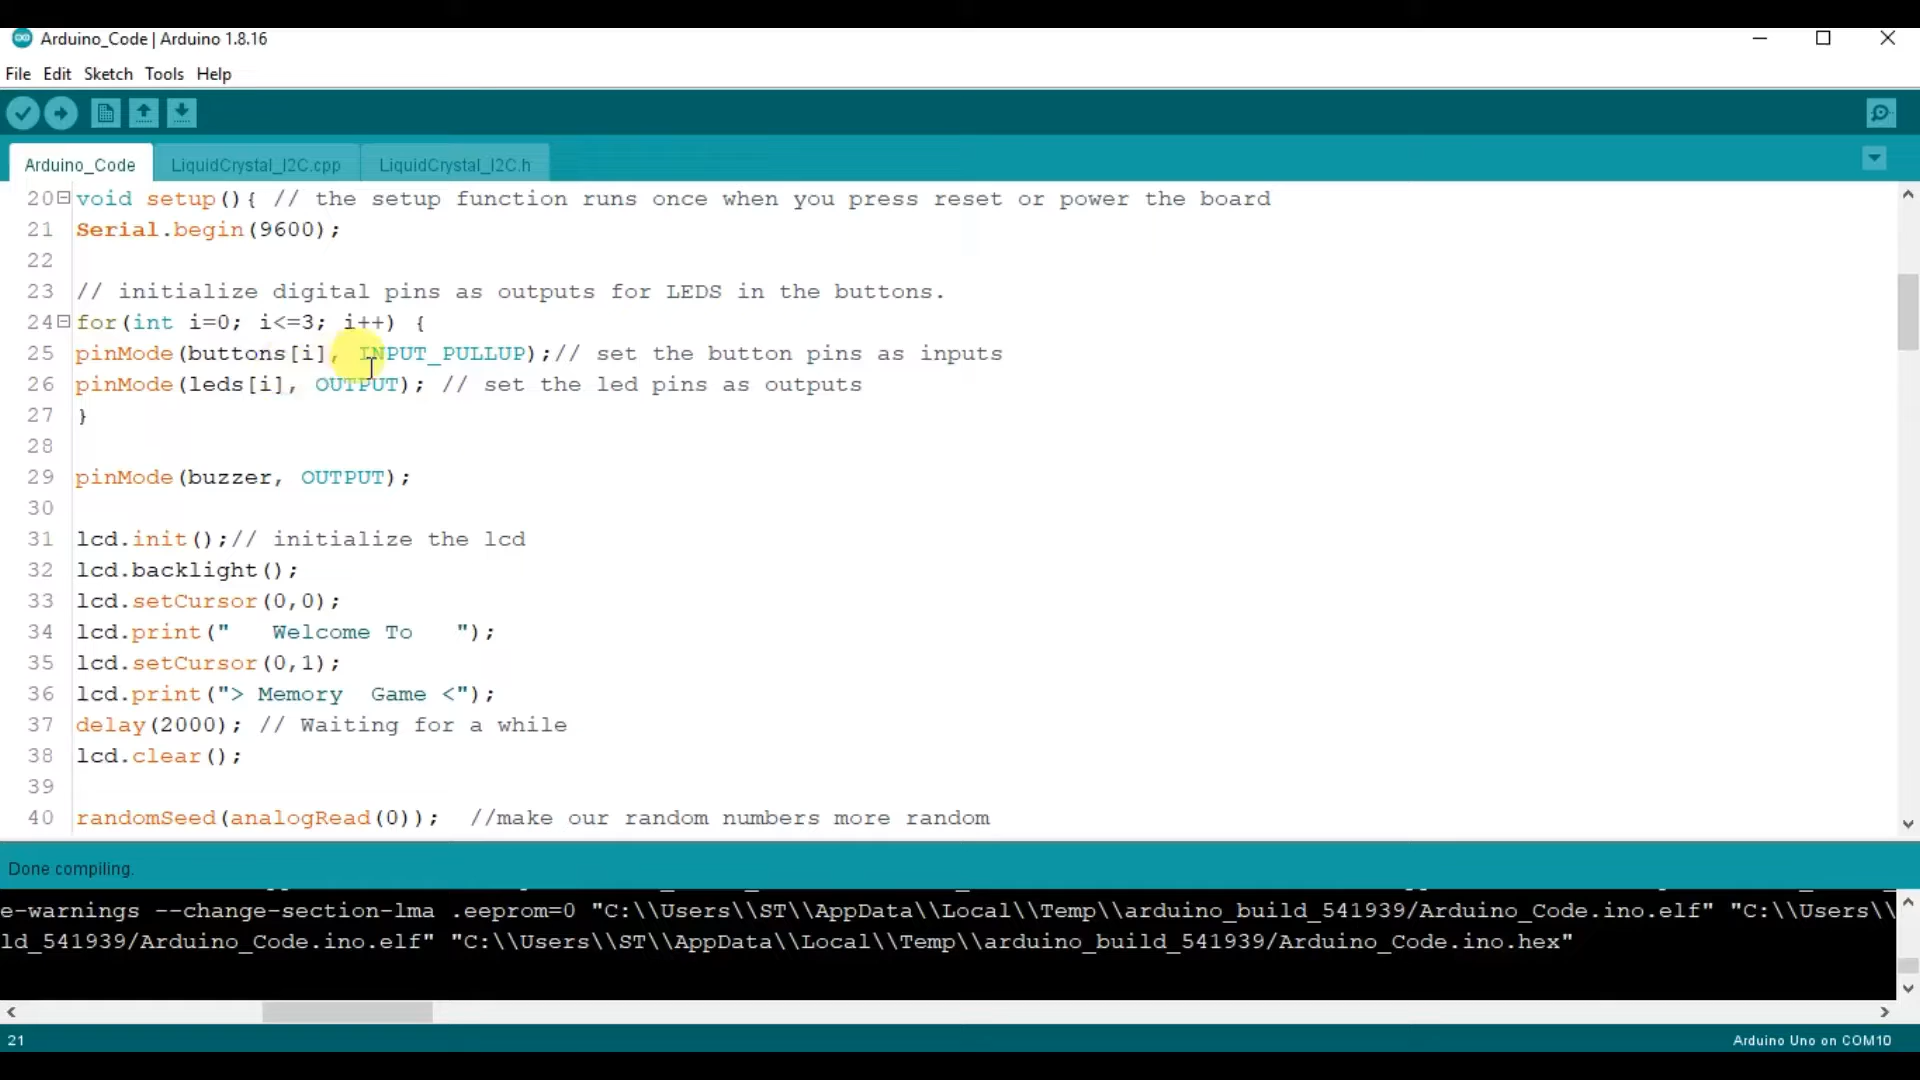 Arduino_Code | Arduino 1.8.16
File Edit Sketch Tools Help
Arduino_Code LiquidCrystal_I2C.cpp LiquidCrystal_I2C.h
20 void setup(){ // the setup function runs once when you press reset or power the board
21 Serial.begin(9600);
22
23 // initialize digital pins as outputs for LEDS in the buttons.
24 for(int i=0; i<=3; i++) {
25 pinMode(buttons[i], INPUT_PULLUP);// set the button pins as inputs
26 pinMode(leds[i], OUTPUT); // set the led pins as outputs
27 }
28
29 pinMode(buzzer, OUTPUT);
30
31 lcd.init();// initialize the lcd
32 lcd.backlight();
33 lcd.setCursor(0,0);
34 lcd.print("   Welcome To   ");
35 lcd.setCursor(0,1);
36 lcd.print("> Memory  Game <");
37 delay(2000); // Waiting for a while
38 lcd.clear();
39
40 randomSeed(analogRead(0));  //make our random numbers more random
Done compiling.
e-warnings --change-section-lma .eeprom=0 "C:\\Users\\ST\\AppData\\Local\\Temp\\arduino_build_541939/Arduino_Code.ino.elf" "C:\\Users\\
ld_541939/Arduino_Code.ino.elf" "C:\\Users\\ST\\AppData\\Local\\Temp\\arduino_build_541939/Arduino_Code.ino.hex"
21 Arduino Uno on COM10